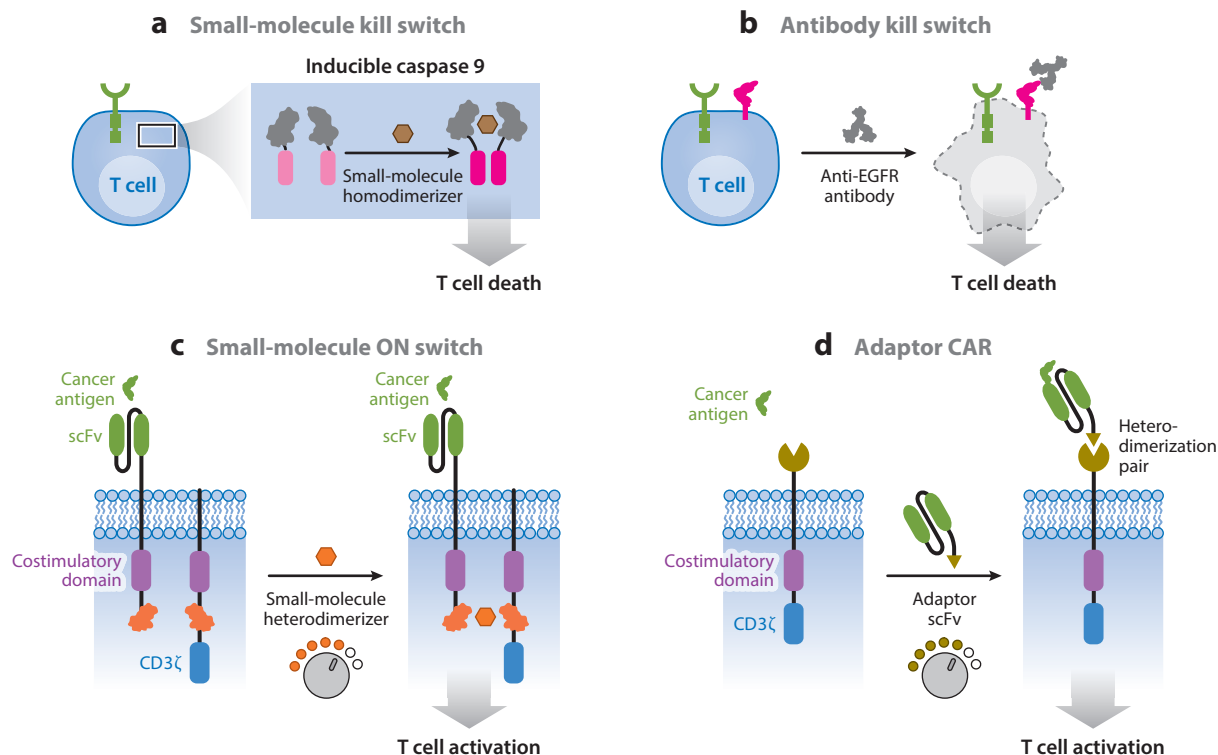 a Small-molecule kill switch
Inducible caspase 9
T cell
Small-molecule
homodimerizer
T cell death
b Antibody kill switch
T cell
Anti-EGFR
antibody
T cell death
c Small-molecule ON switch
Cancer
antigen
scFv
Costimulatory
domain
CD3ζ
Small-molecule
heterodimerizer
Cancer
antigen
scFv
T cell activation
d Adaptor CAR
Cancer
antigen
Costimulatory
domain
CD3ζ
Adaptor
scFv
Hetero-
dimerization
pair
T cell activation